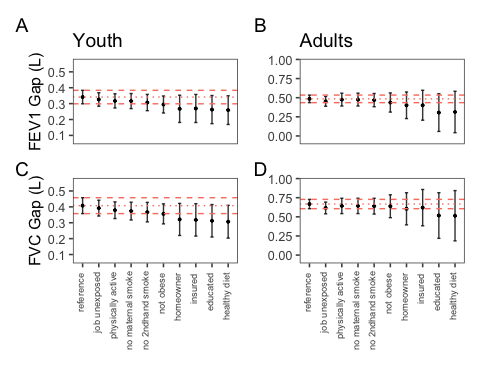 A
Youth
B
Adults
FEV1 Gap (L)
0.5
0.4
0.3
0.2
0.1
1.00
0.75
0.50
0.25
0.00
C
D
FVC Gap (L)
0.5
0.4
0.3
0.2
0.1
1.00
0.75
0.50
0.25
0.00
reference
job unexposed
physically active
no maternal smoke
no 2ndhand smoke
not obese
homeowner
insured
educated
healthy diet
reference
job unexposed
physically active
no maternal smoke
no 2ndhand smoke
not obese
homeowner
insured
educated
healthy diet